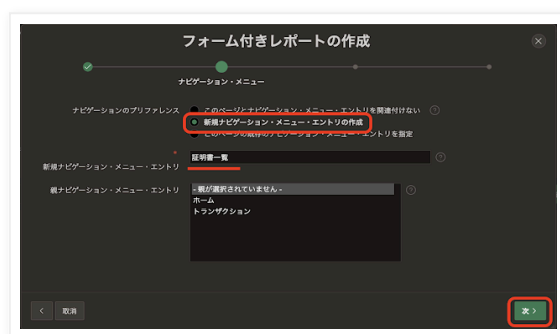 フォーム付きレポートの作成
ナビゲーション・メニュー
ナビゲーションのプリファレンス
このページとナビゲーション・メニュー・エントリを関連付けない
新規ナビゲーション・メニュー・エントリの作成
このページの既存のナビゲーション・メニュー・エントリを指定
新規ナビゲーション・メニュー・エントリ
証明書一覧
親ナビゲーション・メニュー・エントリ
- 親が選択されていません -
ホーム
トランザクション
取消
次 >